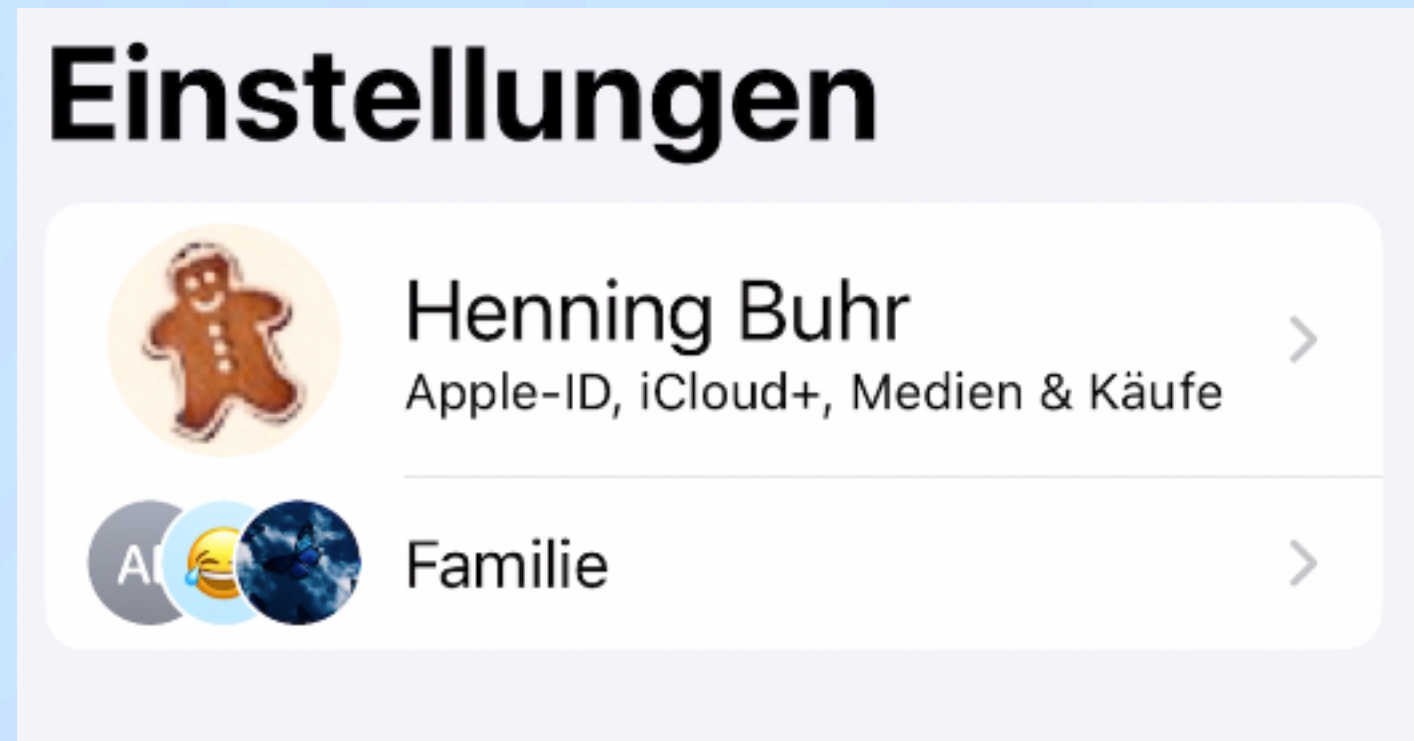 Einstellungen
Henning Buhr
Apple-ID, iCloud+, Medien & Käufe
Familie